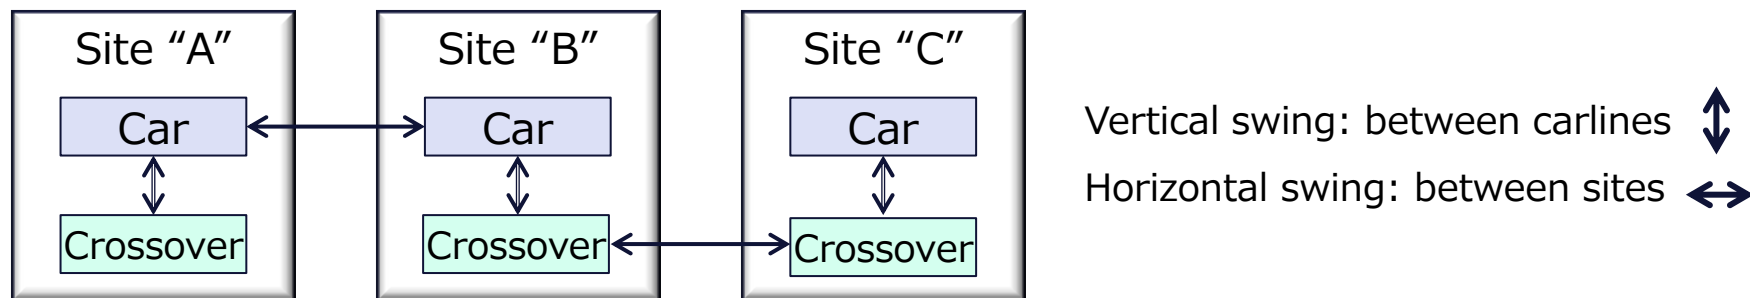 Site “A”
Car
Crossover
Site “B”
Car
Crossover
Site “C”
Car
Crossover
Vertical swing: between carlines
Horizontal swing: between sites